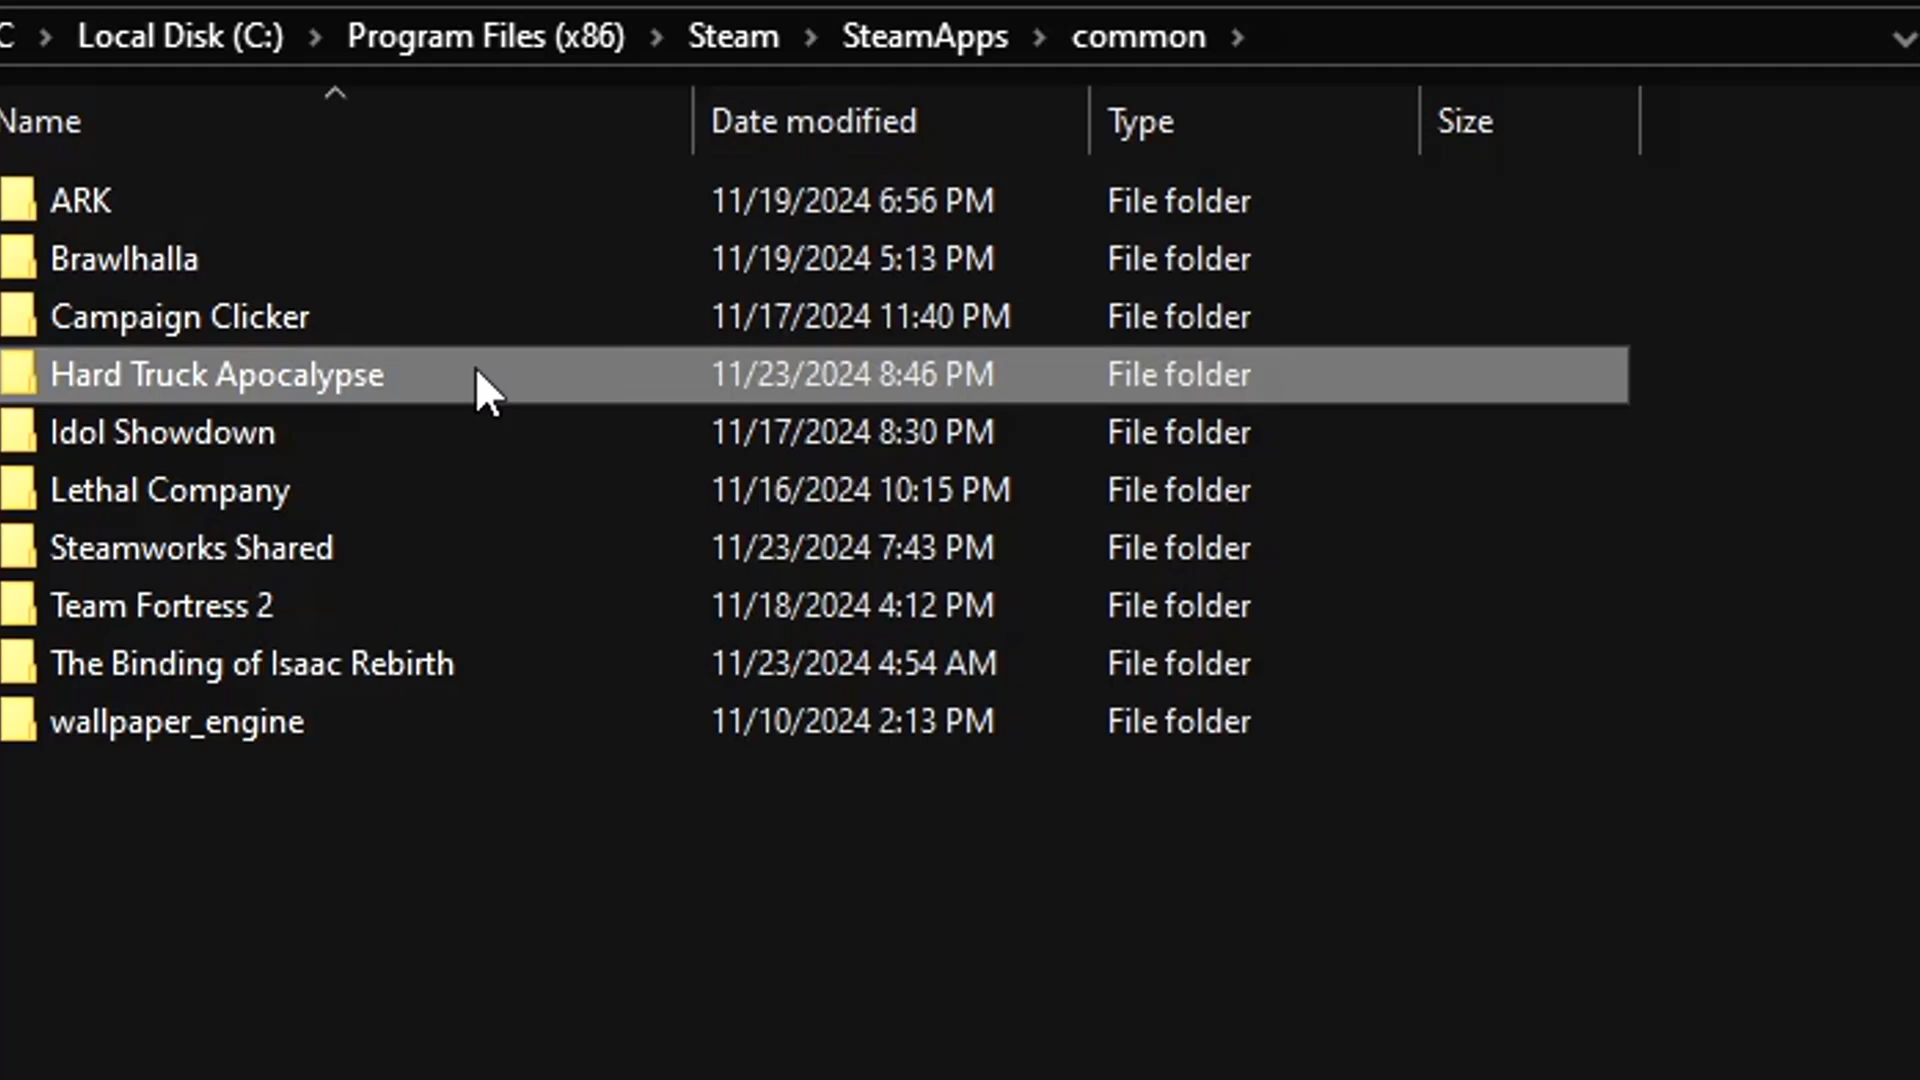 C > Local Disk (C:) > Program Files (x86) > Steam > SteamApps > common >
Name Date modified Type Size
ARK 11/19/2024 6:56 PM File folder
Brawlhalla 11/19/2024 5:13 PM File folder
Campaign Clicker 11/17/2024 11:40 PM File folder
Hard Truck Apocalypse 11/23/2024 8:46 PM File folder
Idol Showdown 11/17/2024 8:30 PM File folder
Lethal Company 11/16/2024 10:15 PM File folder
Steamworks Shared 11/23/2024 7:43 PM File folder
Team Fortress 2 11/18/2024 4:12 PM File folder
The Binding of Isaac Rebirth 11/23/2024 4:54 AM File folder
wallpaper_engine 11/10/2024 2:13 PM File folder